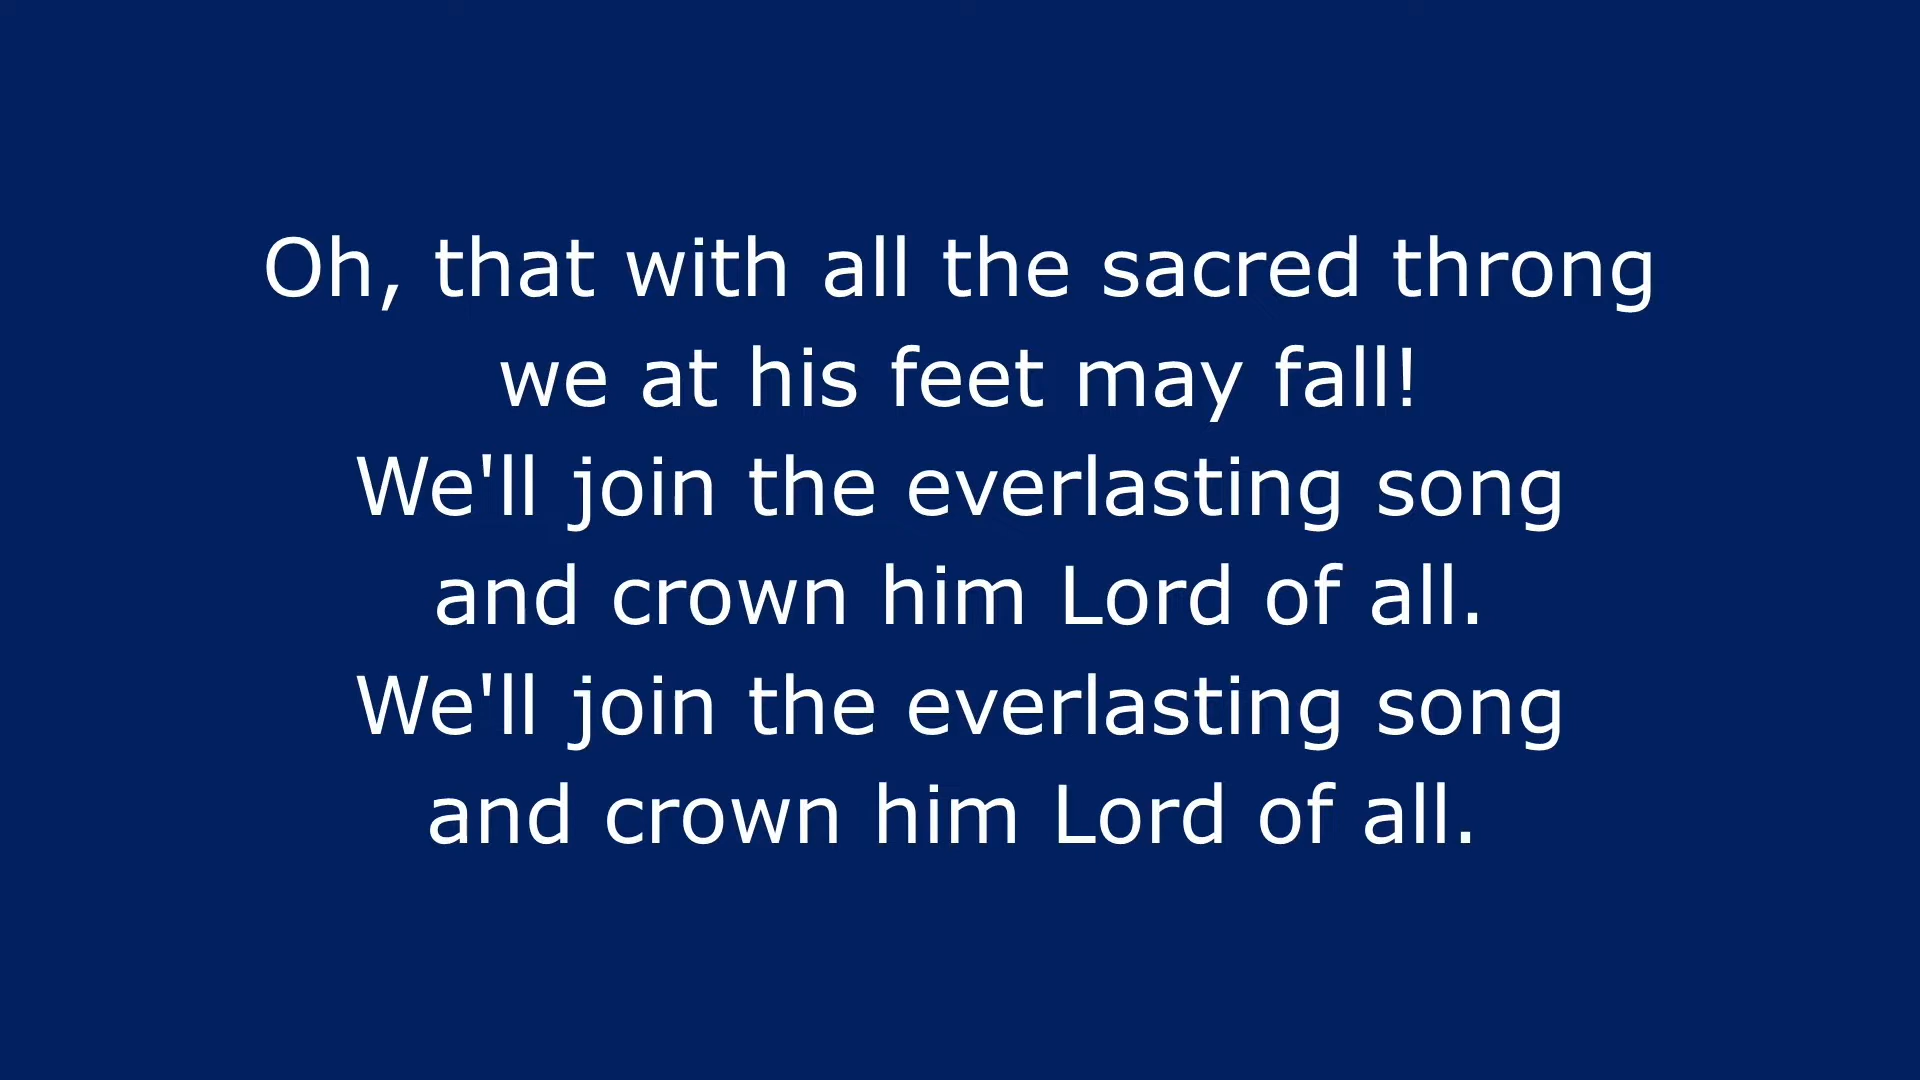 Oh, that with all the sacred throng
we at his feet may fall!
We'll join the everlasting song
and crown him Lord of all.
We'll join the everlasting song
and crown him Lord of all.